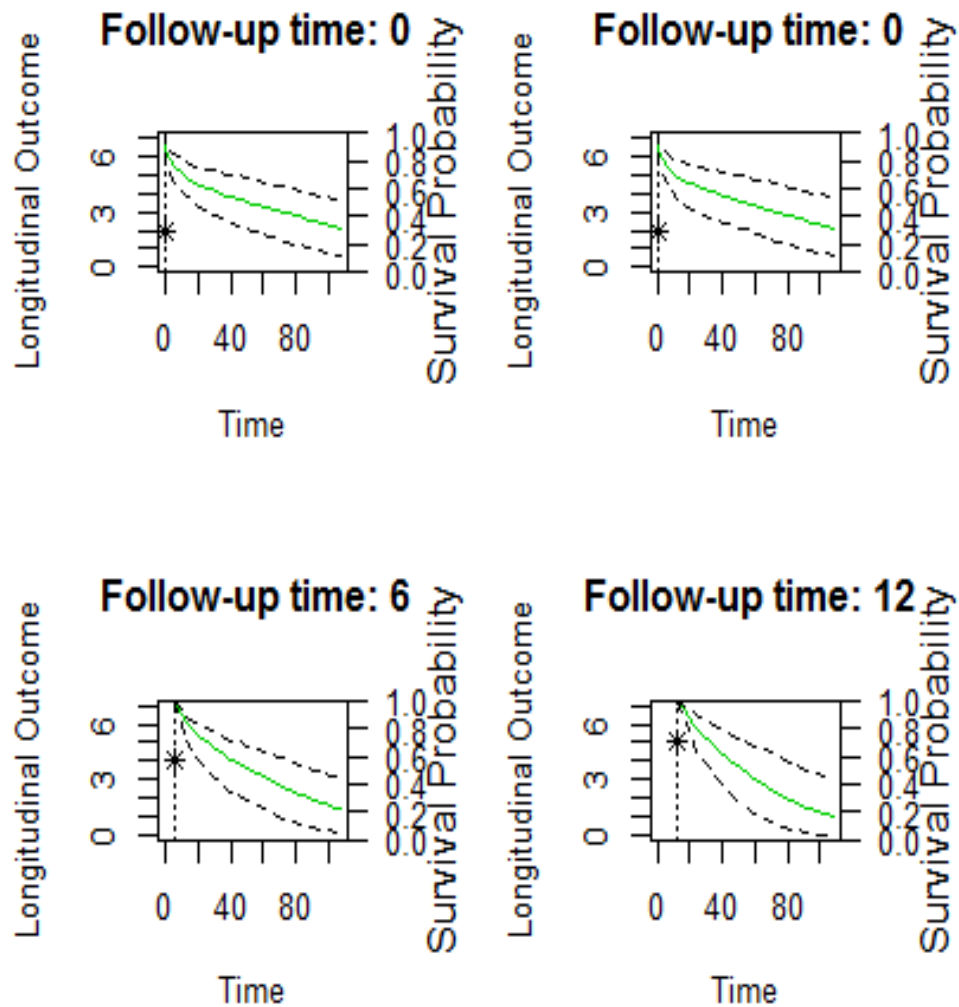 Follow-up time: 0
Longitudinal Outcome
0 3 6
0 40 80
Time
0.0 0.2 0.4 0.6 0.8 1.0
Survival Probability
Follow-up time: 0
Longitudinal Outcome
0 3 6
0 40 80
Time
0.0 0.2 0.4 0.6 0.8 1.0
Survival Probability
Follow-up time: 6
Longitudinal Outcome
0 3 6
0 40 80
Time
0.0 0.2 0.4 0.6 0.8 1.0
Survival Probability
Follow-up time: 12
Longitudinal Outcome
0 3 6
0 40 80
Time
0.0 0.2 0.4 0.6 0.8 1.0
Survival Probability